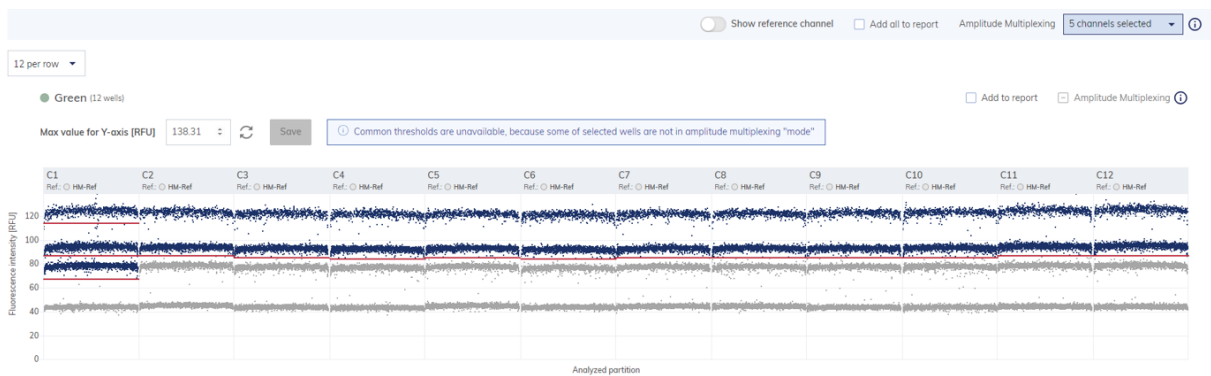 Show reference channel Add all to report Amplitude Multiplexing 5 channels selected
12 per row
Green (12 wells) Add to report Amplitude Multiplexing
Max value for Y-axis [RFU] 138.31 Save Common thresholds are unavailable, because some of selected wells are not in amplitude multiplexing "mode"
C1 C2 C3 C4 C5 C6 C7 C8 C9 C10 C11 C12
Ref.: HM-Ref Ref.: HM-Ref Ref.: HM-Ref Ref.: HM-Ref Ref.: HM-Ref Ref.: HM-Ref Ref.: HM-Ref Ref.: HM-Ref Ref.: HM-Ref Ref.: HM-Ref Ref.: HM-Ref Ref.: HM-Ref
Fluorescence intensity [RFU]
120
100
80
60
40
20
0
Analyzed partition